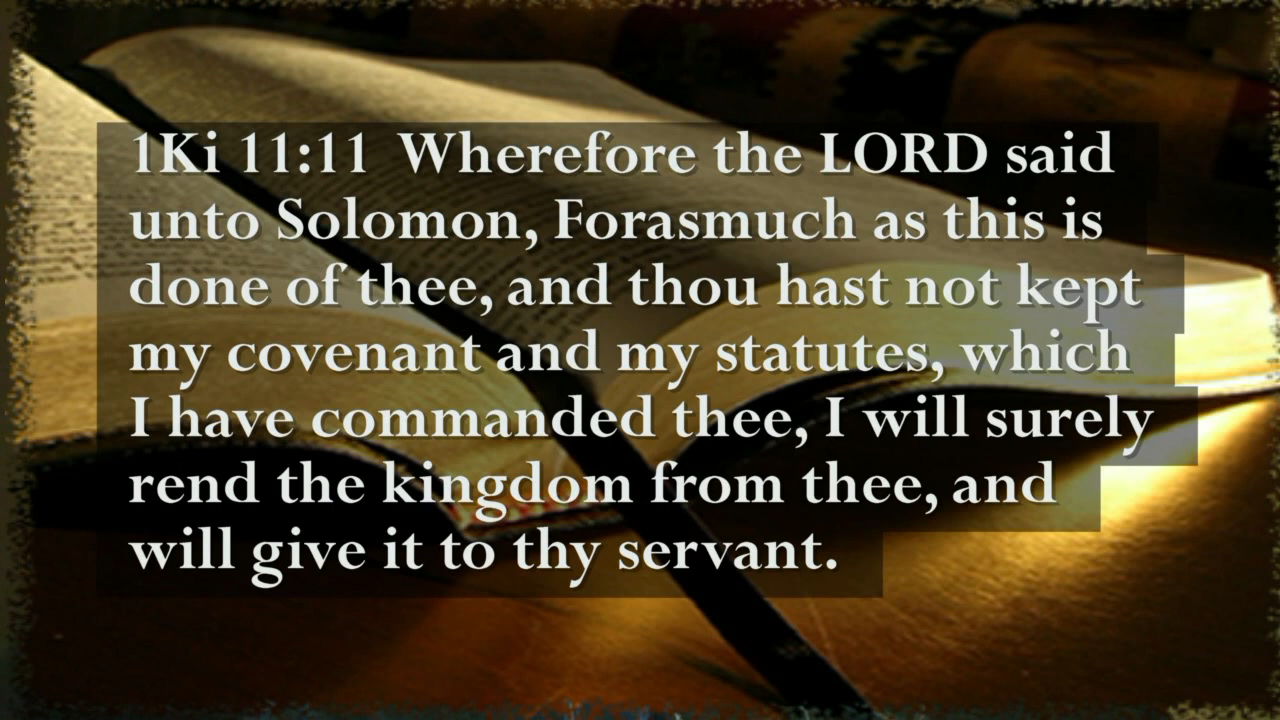 1Ki 11:11 Wherefore the LORD said
unto Solomon, Forasmuch as this is
done of thee, and thou hast not kept
my covenant and my statutes, which
I have commanded thee, I will surely
rend the kingdom from thee, and
will give it to thy servant.